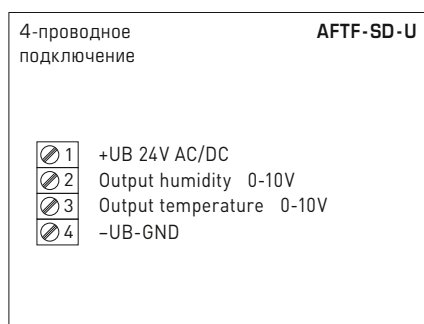 4-проводное AFTF-SD-U
подключение
1 +UB 24V AC/DC
2 Output humidity 0-10V
3 Output temperature 0-10V
4 –UB-GND